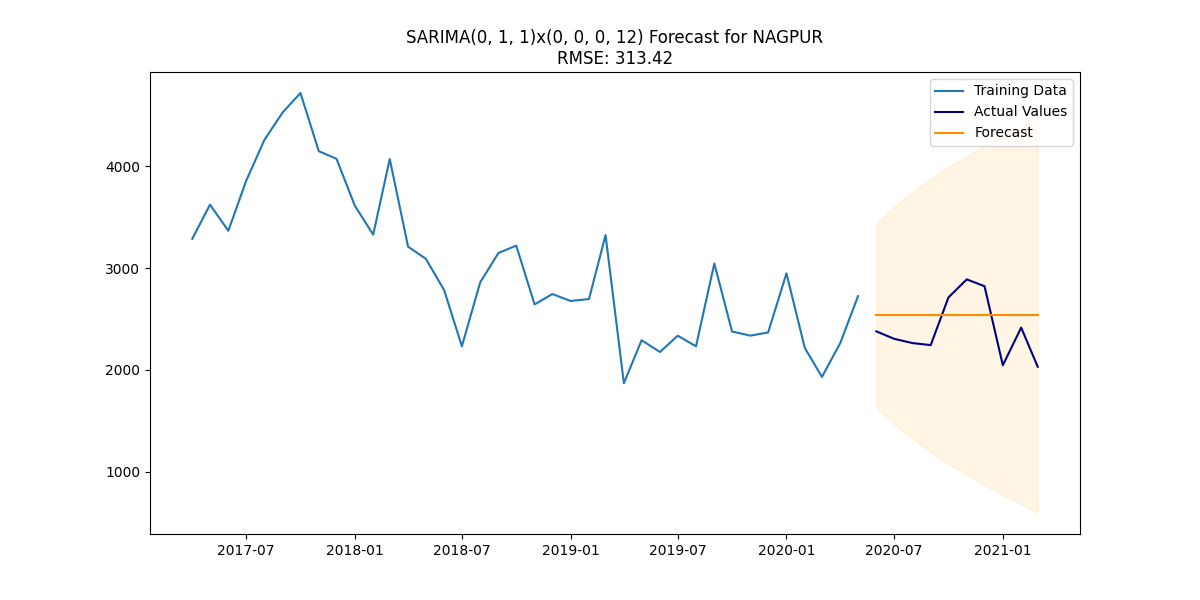 SARIMA(0, 1, 1)x(0, 0, 0, 12) Forecast for NAGPUR
RMSE: 313.42
Training Data
Actual Values
Forecast
4000
3000
2000
1000
2017-07
2018-01
2018-07
2019-01
2019-07
2020-01
2020-07
2021-01